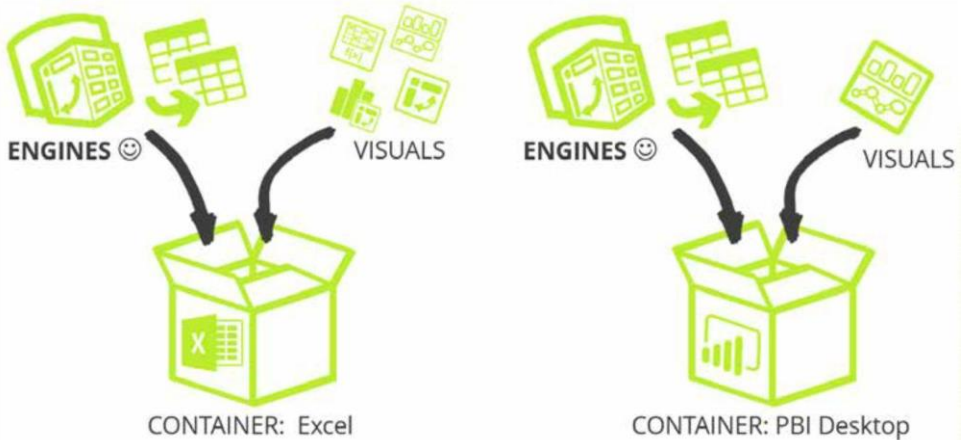 f(x)
ENGINES ☺
VISUALS
ENGINES ☺
VISUALS
X
CONTAINER: Excel
CONTAINER: PBI Desktop